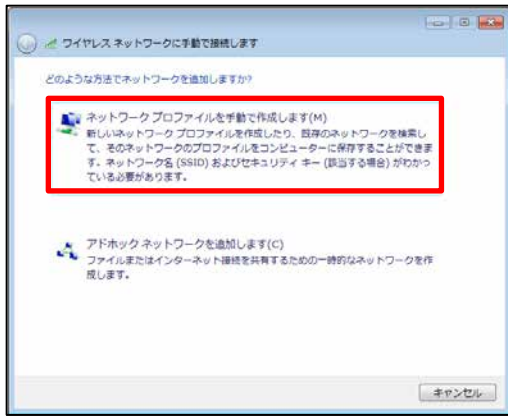 ワイヤレス ネットワークに手動で接続します
どのような方法でネットワークを追加しますか?
ネットワーク プロファイルを手動で作成します(M)
新しいネットワーク プロファイルを作成したり、既存のネットワークを検索し
て、そのネットワークのプロファイルをコンピューターに保存することができま
す。ネットワーク名 (SSID) およびセキュリティ キー (該当する場合) がわかっ
ている必要があります。
アドホック ネットワークを追加します(C)
ファイルまたはインターネット接続を共有するための一時的なネットワークを作
成します。
キャンセル